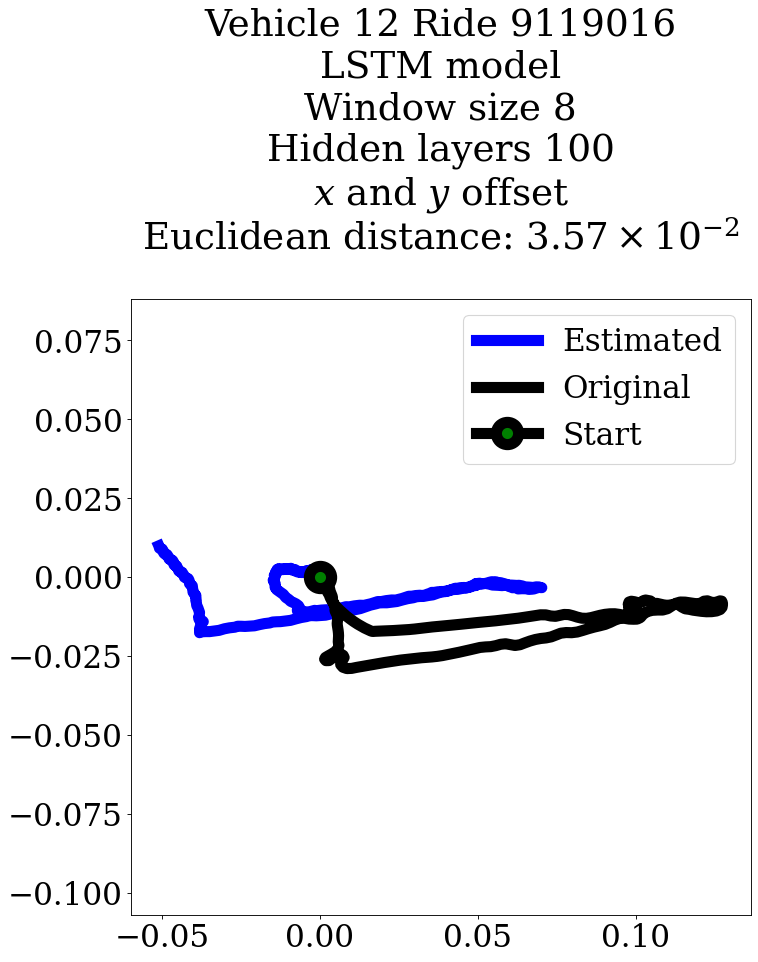 Vehicle 12 Ride 9119016
LSTM model
Window size 8
Hidden layers 100
x and y offset
Euclidean distance: 3.57 × 10⁻²
Estimated
Original
Start
0.075
0.050
0.025
0.000
−0.025
−0.050
−0.075
−0.100
−0.05 0.00 0.05 0.10